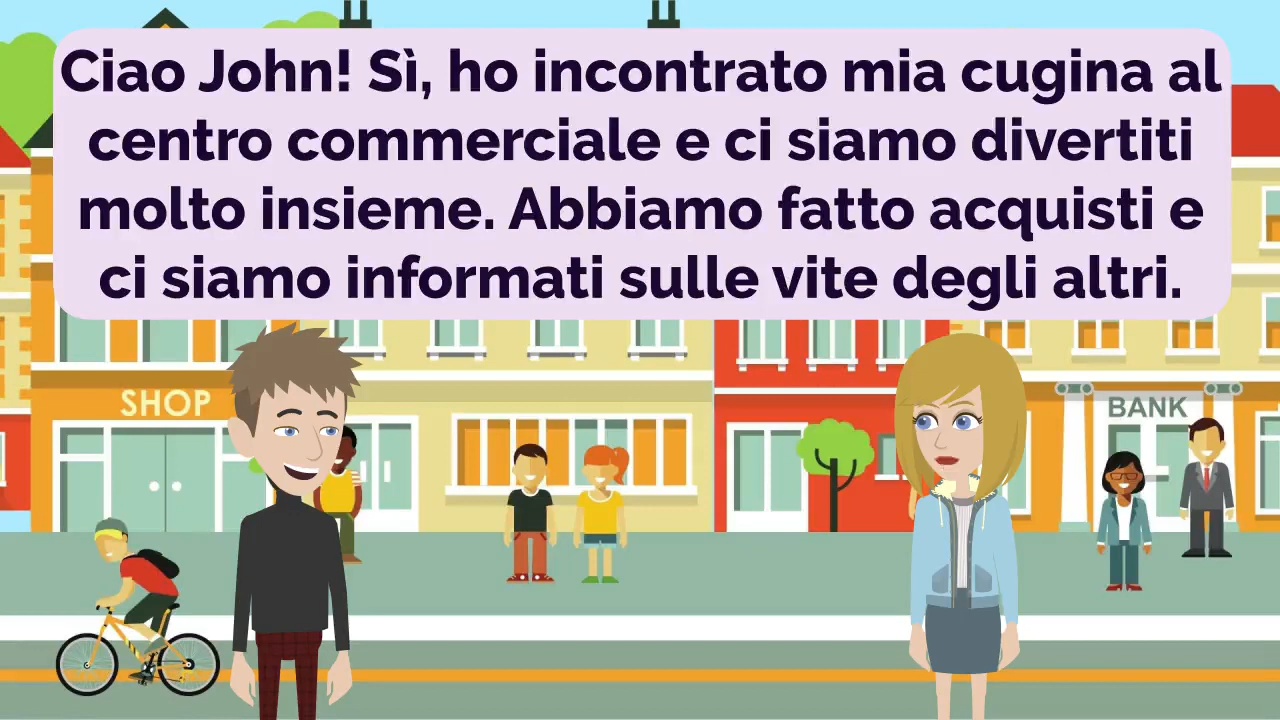 Ciao John! Sì, ho incontrato mia cugina al
centro commerciale e ci siamo divertiti
molto insieme. Abbiamo fatto acquisti e
ci siamo informati sulle vite degli altri.
SHOP
BANK